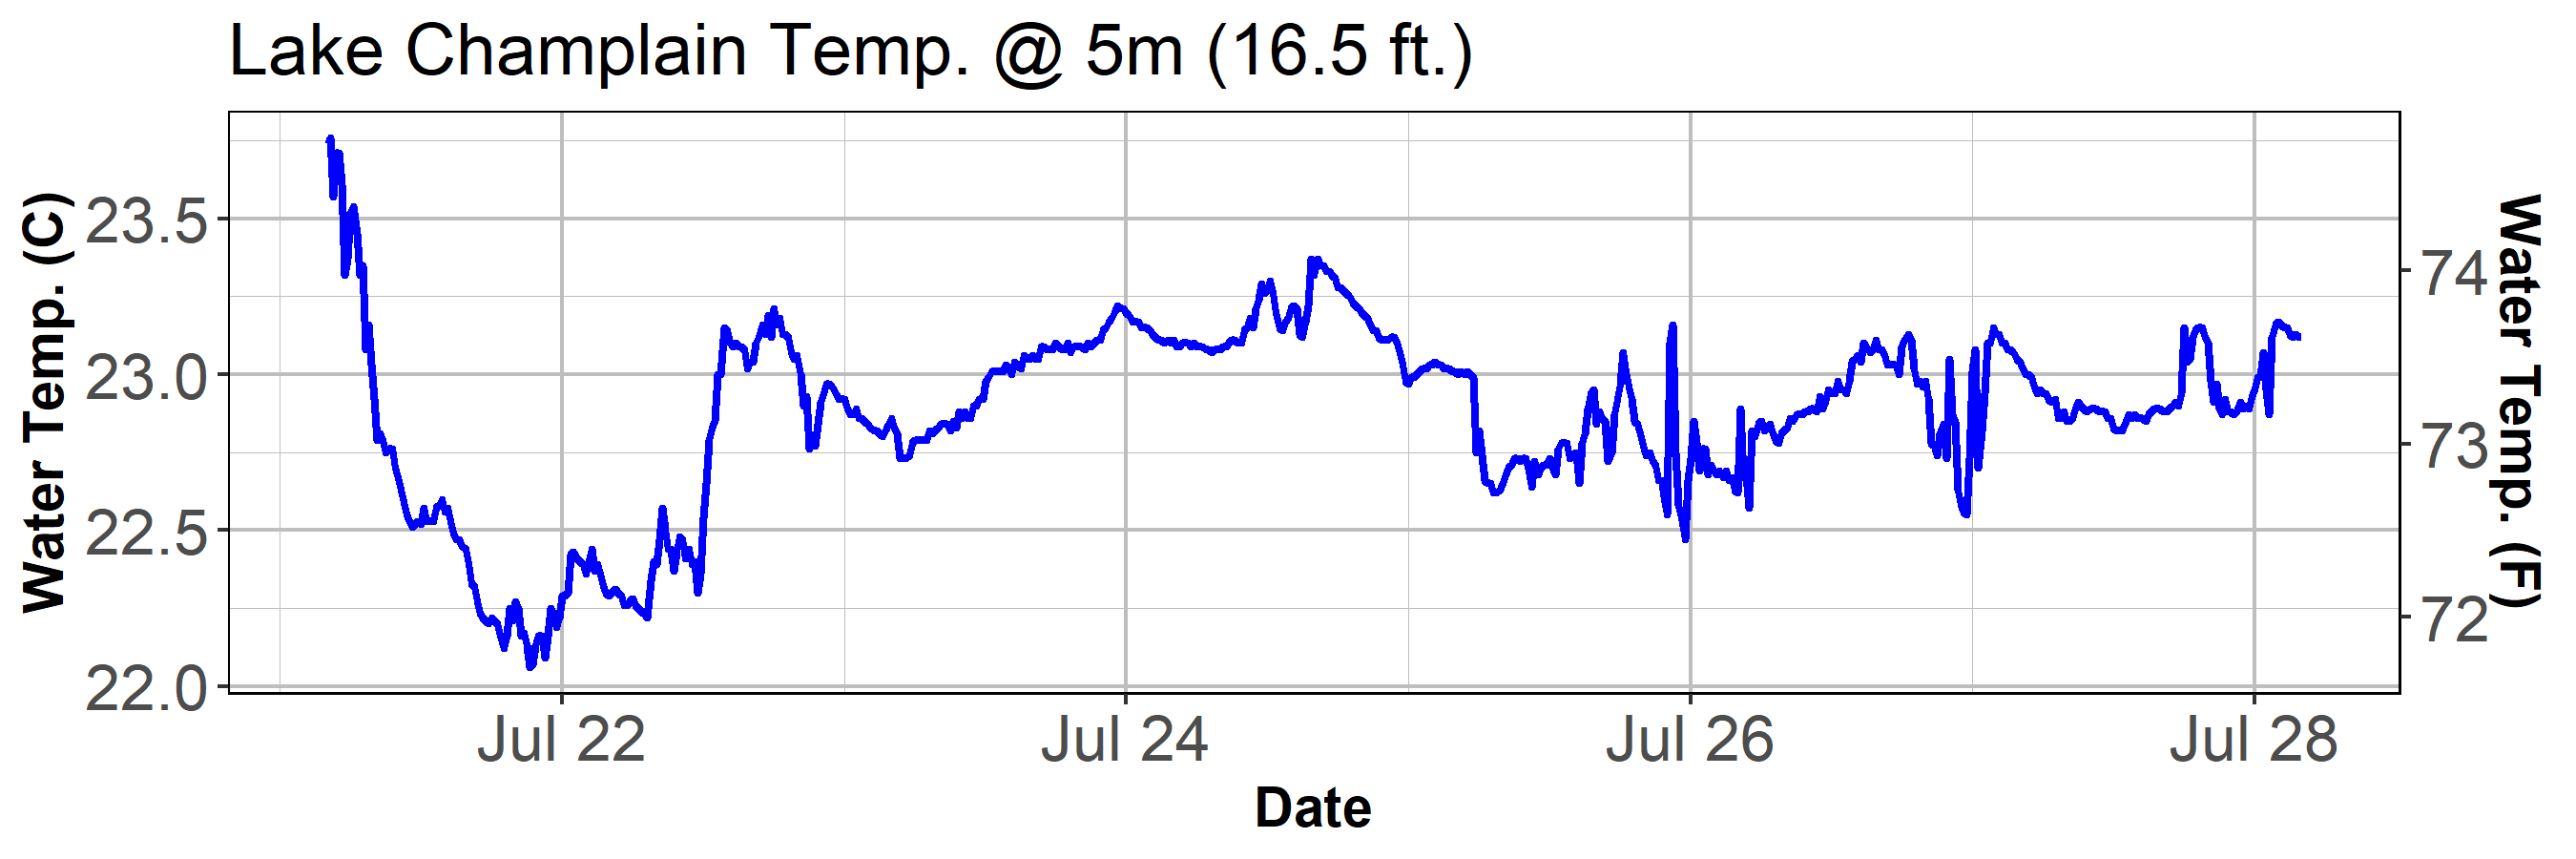 Lake Champlain Temp. @ 5m (16.5 ft.)
Water Temp. (C)
23.5
23.0
22.5
22.0
74
73
72
Water Temp. (F)
Jul 22
Jul 24
Jul 26
Jul 28
Date